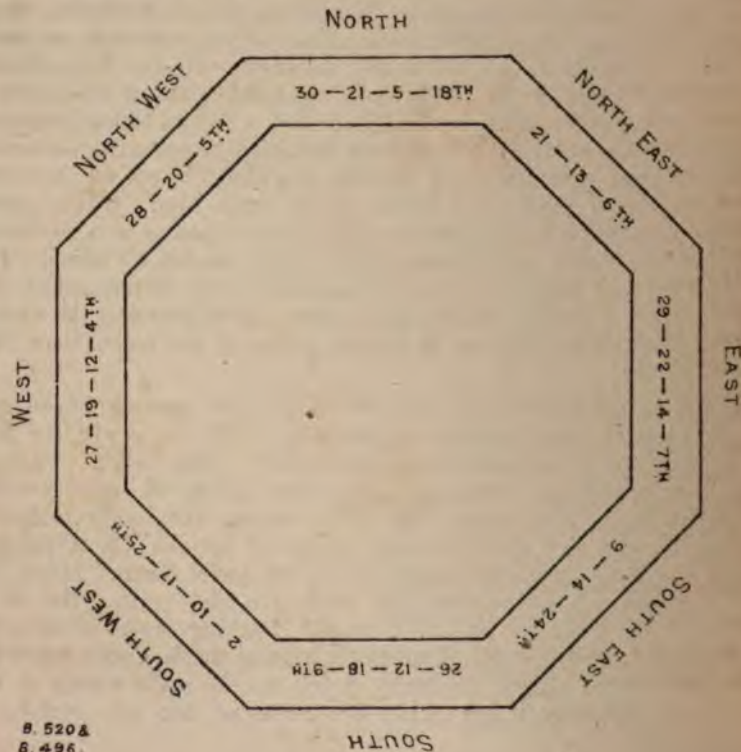 NORTH
30 — 21 — 5 — 18TH
NORTH EAST
21 — 13 — 6TH
EAST
29 — 22 — 14 — 7TH
SOUTH EAST
9 — 14 — 24TH
SOUTH
26 — 12 — 18 — 9TH
SOUTH WEST
2 — 10 — 17 — 25TH
WEST
27 — 19 — 12 — 4TH
NORTH WEST
28 — 20 — 5TH
B. 520 &
B. 496.